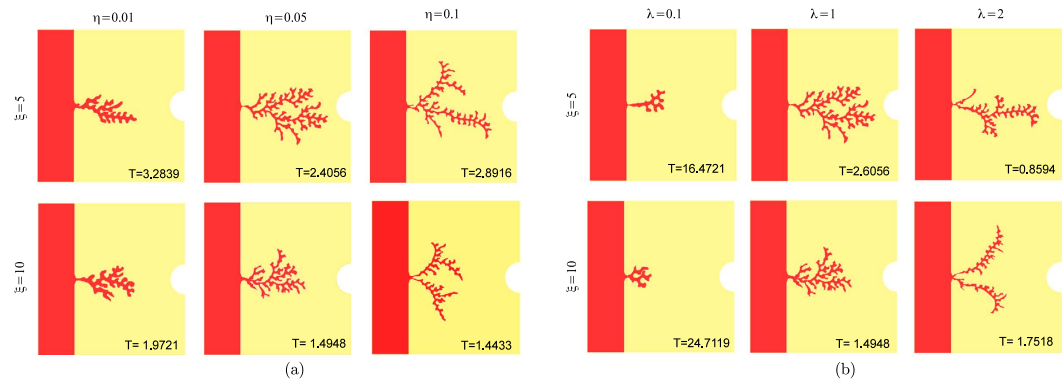 η=0.01 η=0.05 η=0.1
ξ=5
T=3.2839 T=2.4056 T=2.8916
ξ=10
T= 1.9721 T= 1.4948 T=1.4433
(a)
λ=0.1 λ=1 λ=2
ξ=5
T=16.4721 T=2.6056 T=0.8594
ξ=10
T=24.7119 T= 1.4948 T= 1.7518
(b)